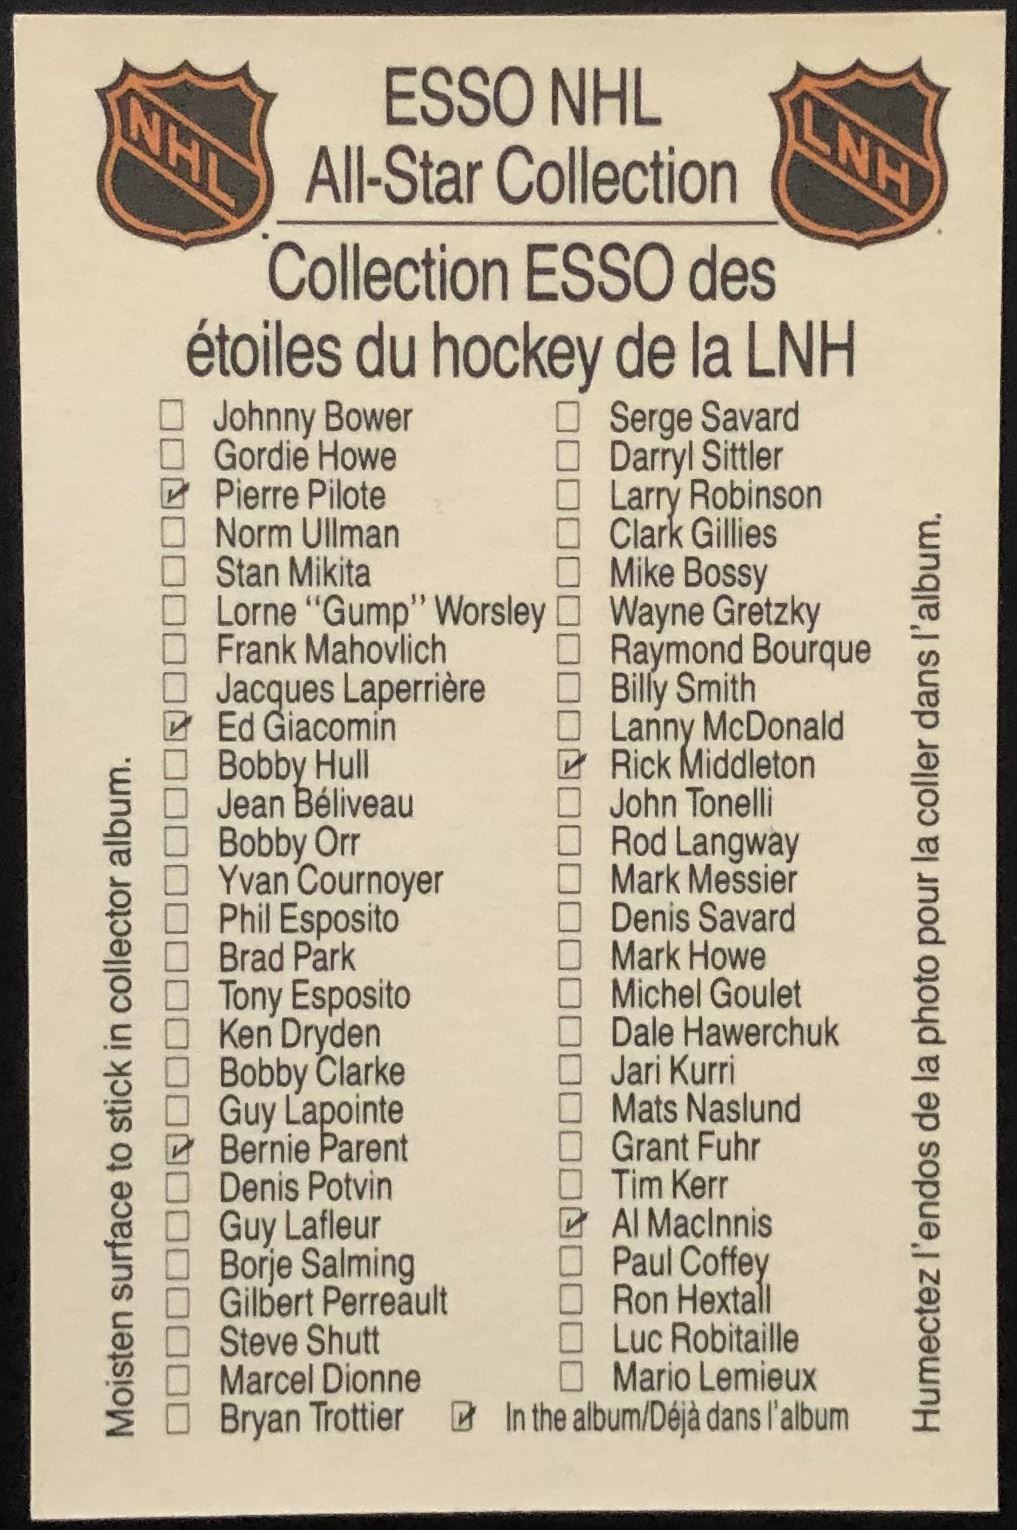 NHL
LNH
ESSO NHL
All-Star Collection
Collection ESSO des
étoiles du hockey de la LNH
☐ Johnny Bower
☐ Gordie Howe
☑ Pierre Pilote
☐ Norm Ullman
☐ Stan Mikita
☐ Lorne "Gump" Worsley
☐ Frank Mahovlich
☐ Jacques Laperrière
☑ Ed Giacomin
☐ Bobby Hull
☐ Jean Béliveau
☐ Bobby Orr
☐ Yvan Cournoyer
☐ Phil Esposito
☐ Brad Park
☐ Tony Esposito
☐ Ken Dryden
☐ Bobby Clarke
☐ Guy Lapointe
☑ Bernie Parent
☐ Denis Potvin
☐ Guy Lafleur
☐ Borje Salming
☐ Gilbert Perreault
☐ Steve Shutt
☐ Marcel Dionne
☐ Bryan Trottier
☐ Serge Savard
☐ Darryl Sittler
☐ Larry Robinson
☐ Clark Gillies
☐ Mike Bossy
☐ Wayne Gretzky
☐ Raymond Bourque
☐ Billy Smith
☐ Lanny McDonald
☑ Rick Middleton
☐ John Tonelli
☐ Rod Langway
☐ Mark Messier
☐ Denis Savard
☐ Mark Howe
☐ Michel Goulet
☐ Dale Hawerchuk
☐ Jari Kurri
☐ Mats Naslund
☐ Grant Fuhr
☐ Tim Kerr
☑ Al MacInnis
☐ Paul Coffey
☐ Ron Hextall
☐ Luc Robitaille
☐ Mario Lemieux
☑ In the album/Déjà dans l'album
Moisten surface to stick in collector album.
Humectez l'endos de la photo pour la coller dans l'album.